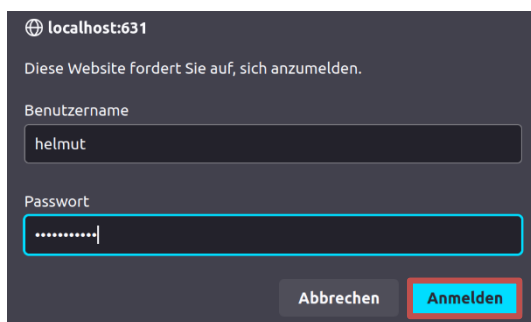 localhost:631
Diese Website fordert Sie auf, sich anzumelden.
Benutzername
helmut
Passwort
•••••••••••
Abbrechen Anmelden